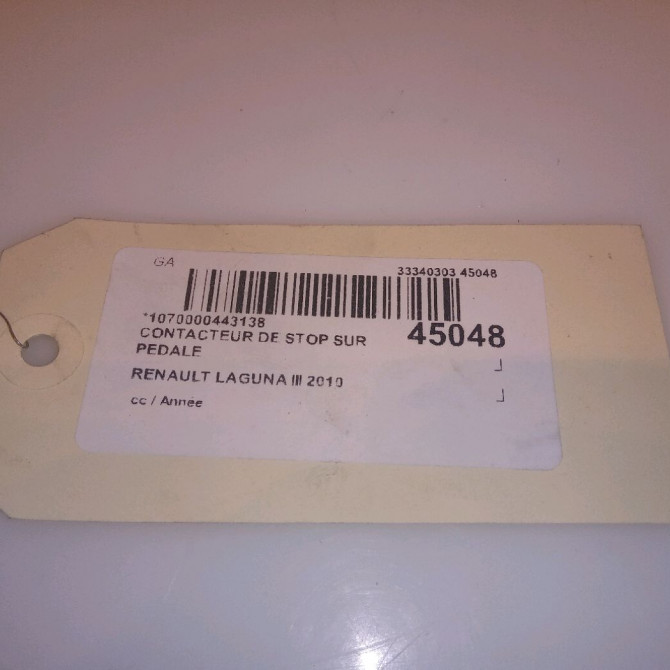 GA
33340303 45048
*1070000443138
45048
CONTACTEUR DE STOP SUR
PEDALE
RENAULT LAGUNA III 2010
cc / Année